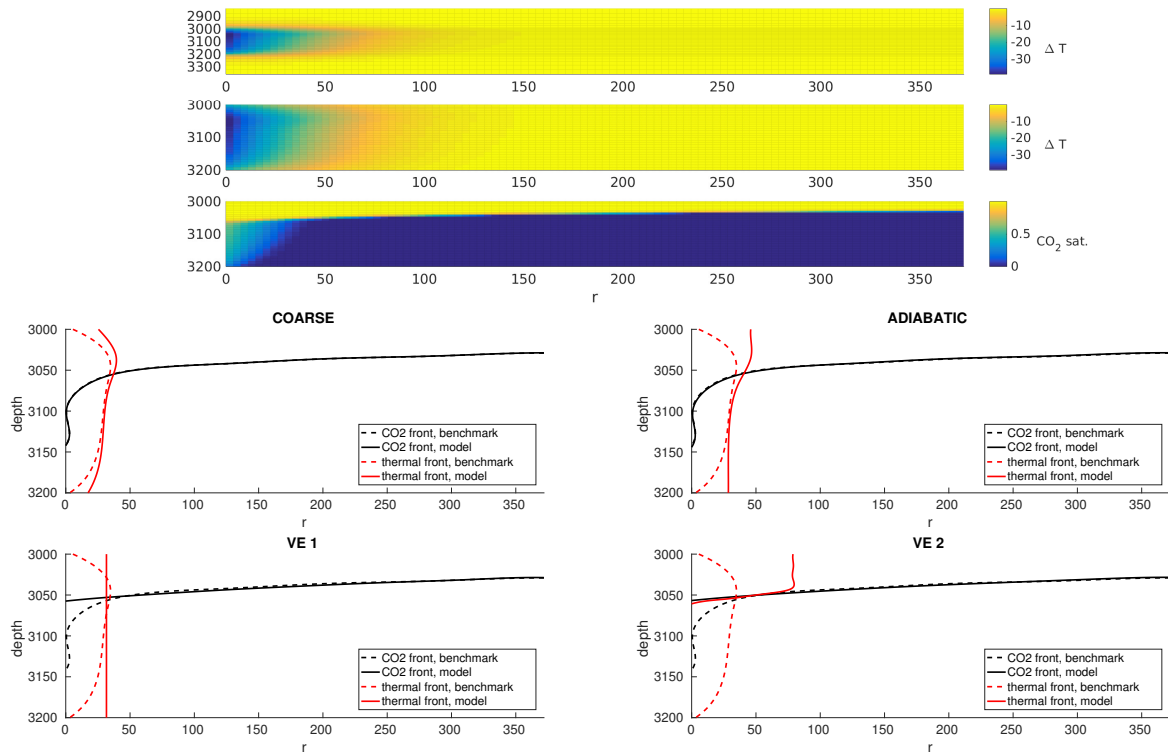 2900
3000
3100
3200
3300
0 50 100 150 200 250 300 350
-10
-20
-30
Δ T
3000
3100
3200
0 50 100 150 200 250 300 350
-10
-20
-30
Δ T
3000
3100
3200
0 50 100 150 200 250 300 350
r
0.5
0
CO2 sat.
COARSE
3000
3050
3100
3150
3200
depth
0 50 100 150 200 250 300 350
r
CO2 front, benchmark
CO2 front, model
thermal front, benchmark
thermal front, model
ADIABATIC
3000
3050
3100
3150
3200
depth
0 50 100 150 200 250 300 350
r
CO2 front, benchmark
CO2 front, model
thermal front, benchmark
thermal front, model
VE 1
3000
3050
3100
3150
3200
depth
0 50 100 150 200 250 300 350
r
CO2 front, benchmark
CO2 front, model
thermal front, benchmark
thermal front, model
VE 2
3000
3050
3100
3150
3200
depth
0 50 100 150 200 250 300 350
r
CO2 front, benchmark
CO2 front, model
thermal front, benchmark
thermal front, model